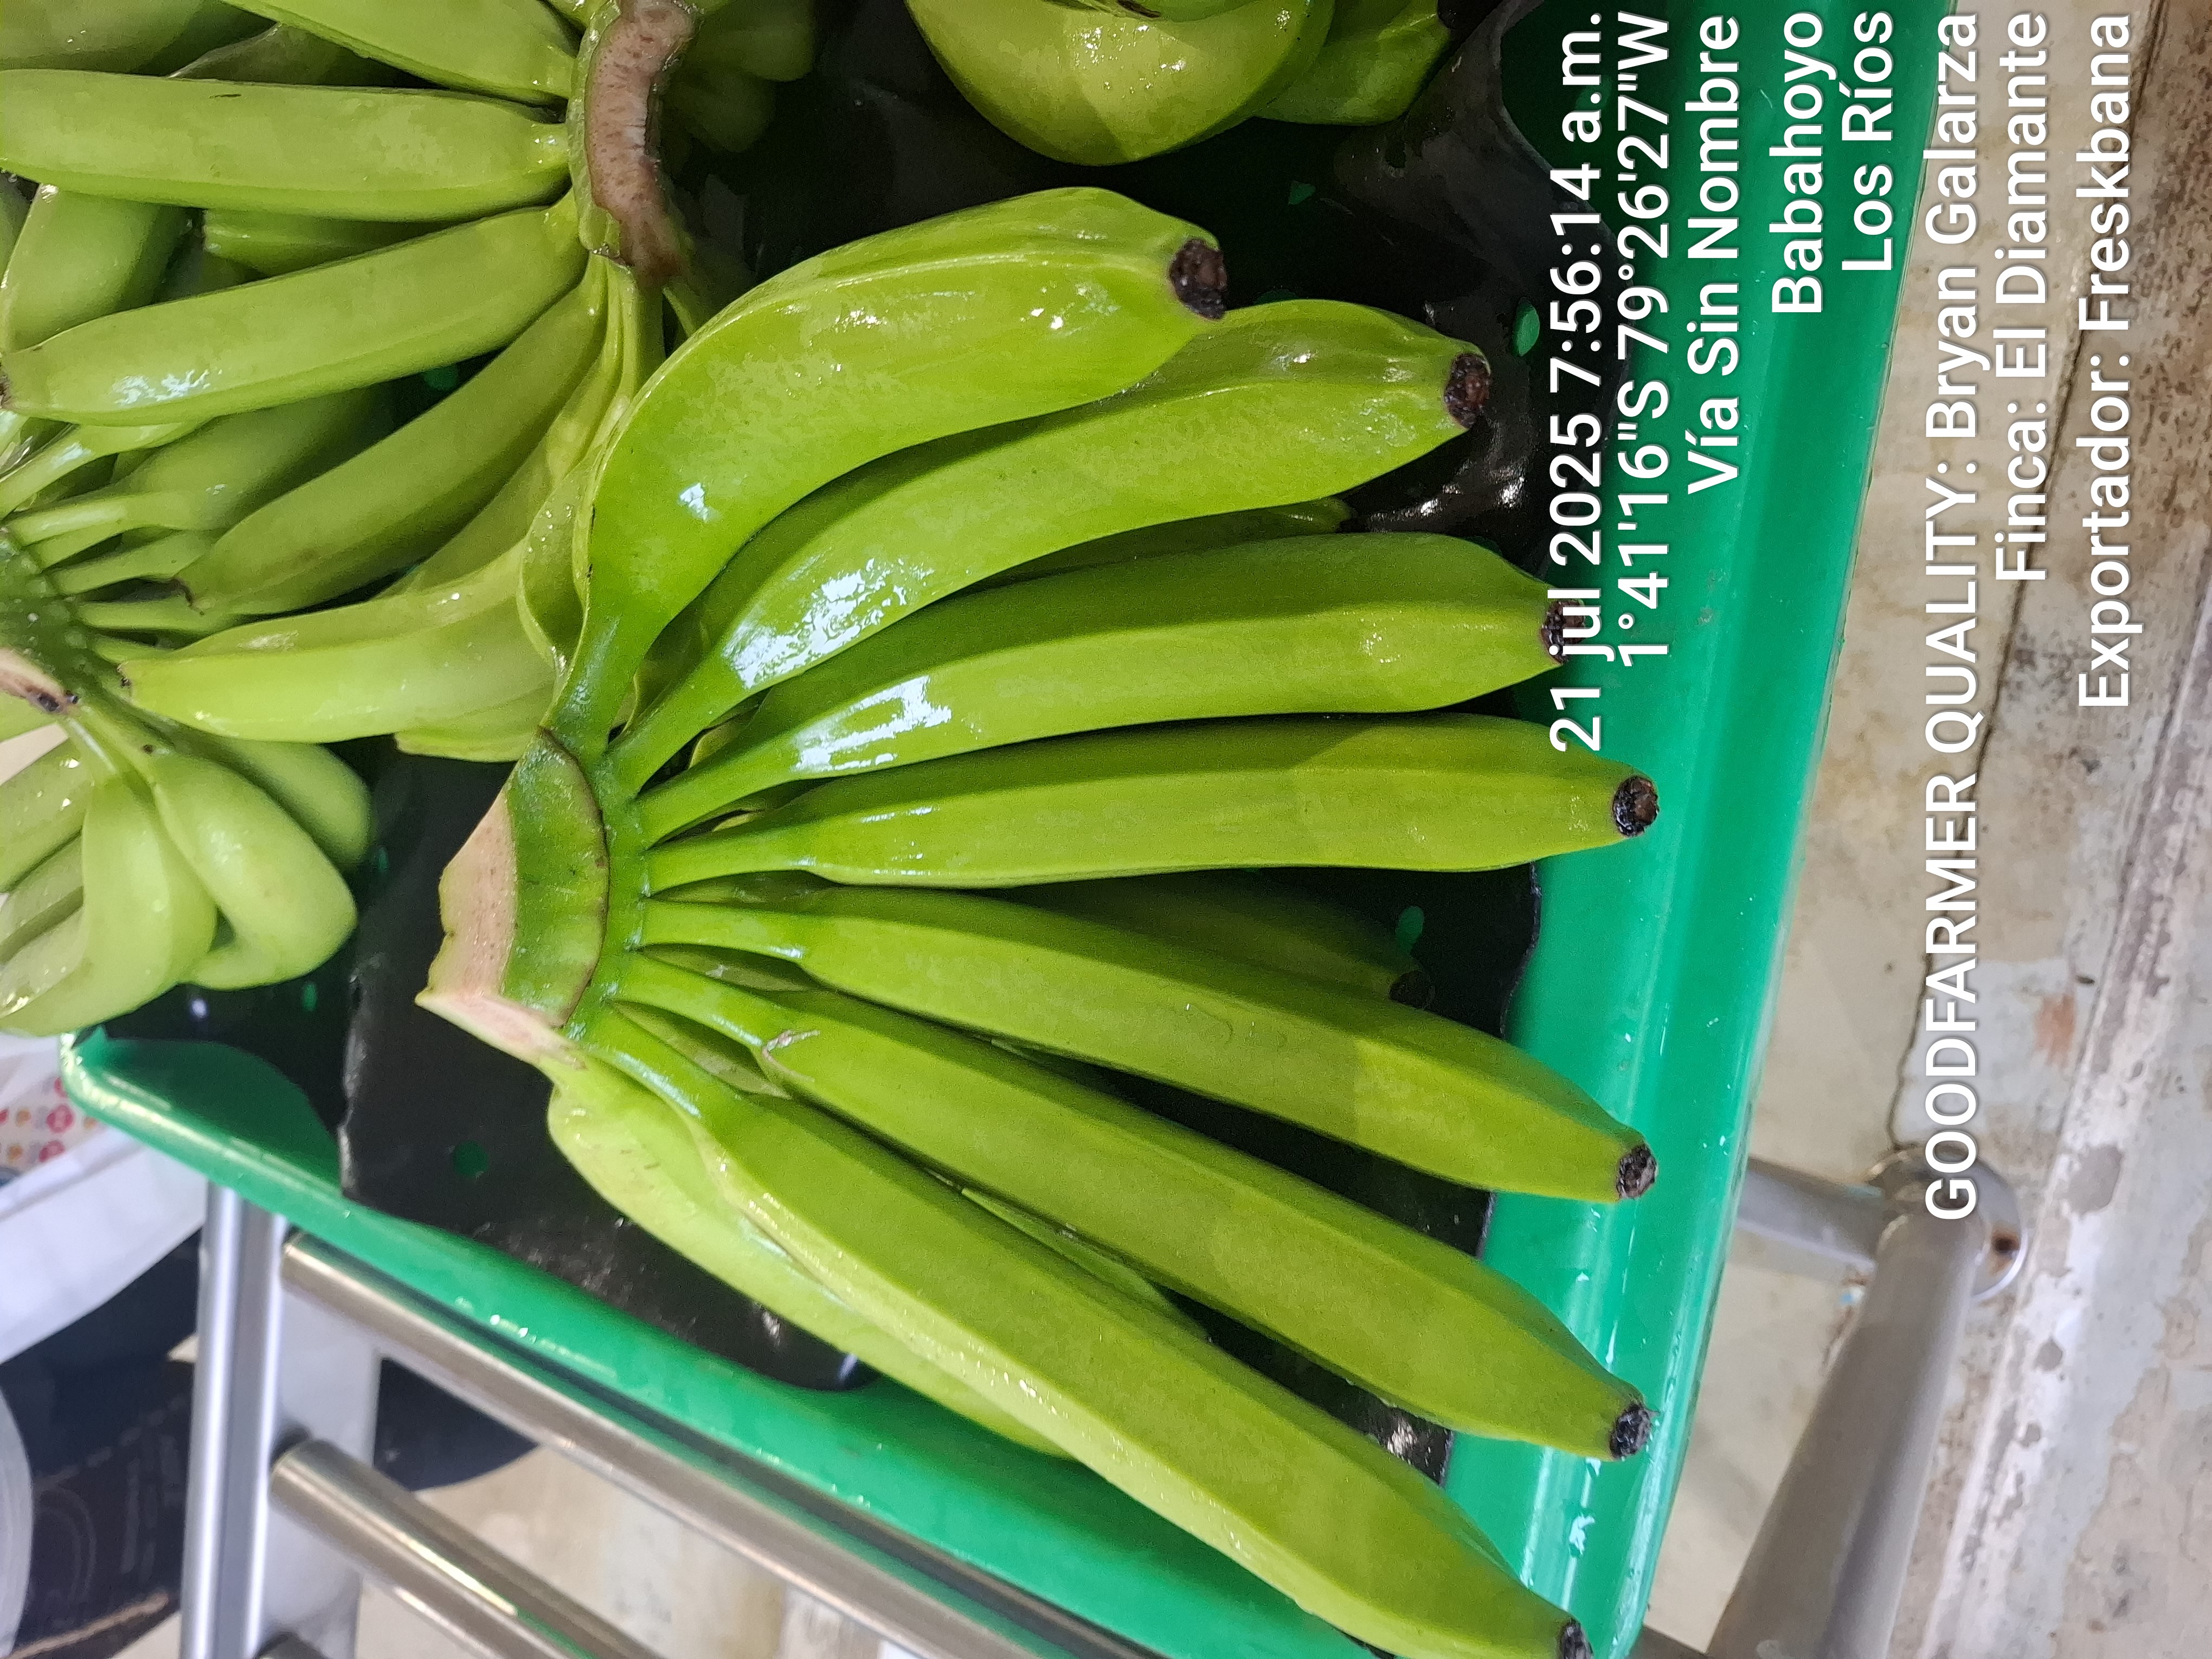 21 jul 2025 7:56:14 a.m.
1°41'16"S 79°26'27"W
Vía Sin Nombre
Babahoyo
Los Ríos
GOODFARMER QUALITY: Bryan Galarza
Finca: El Diamante
Exportador: Freskbana